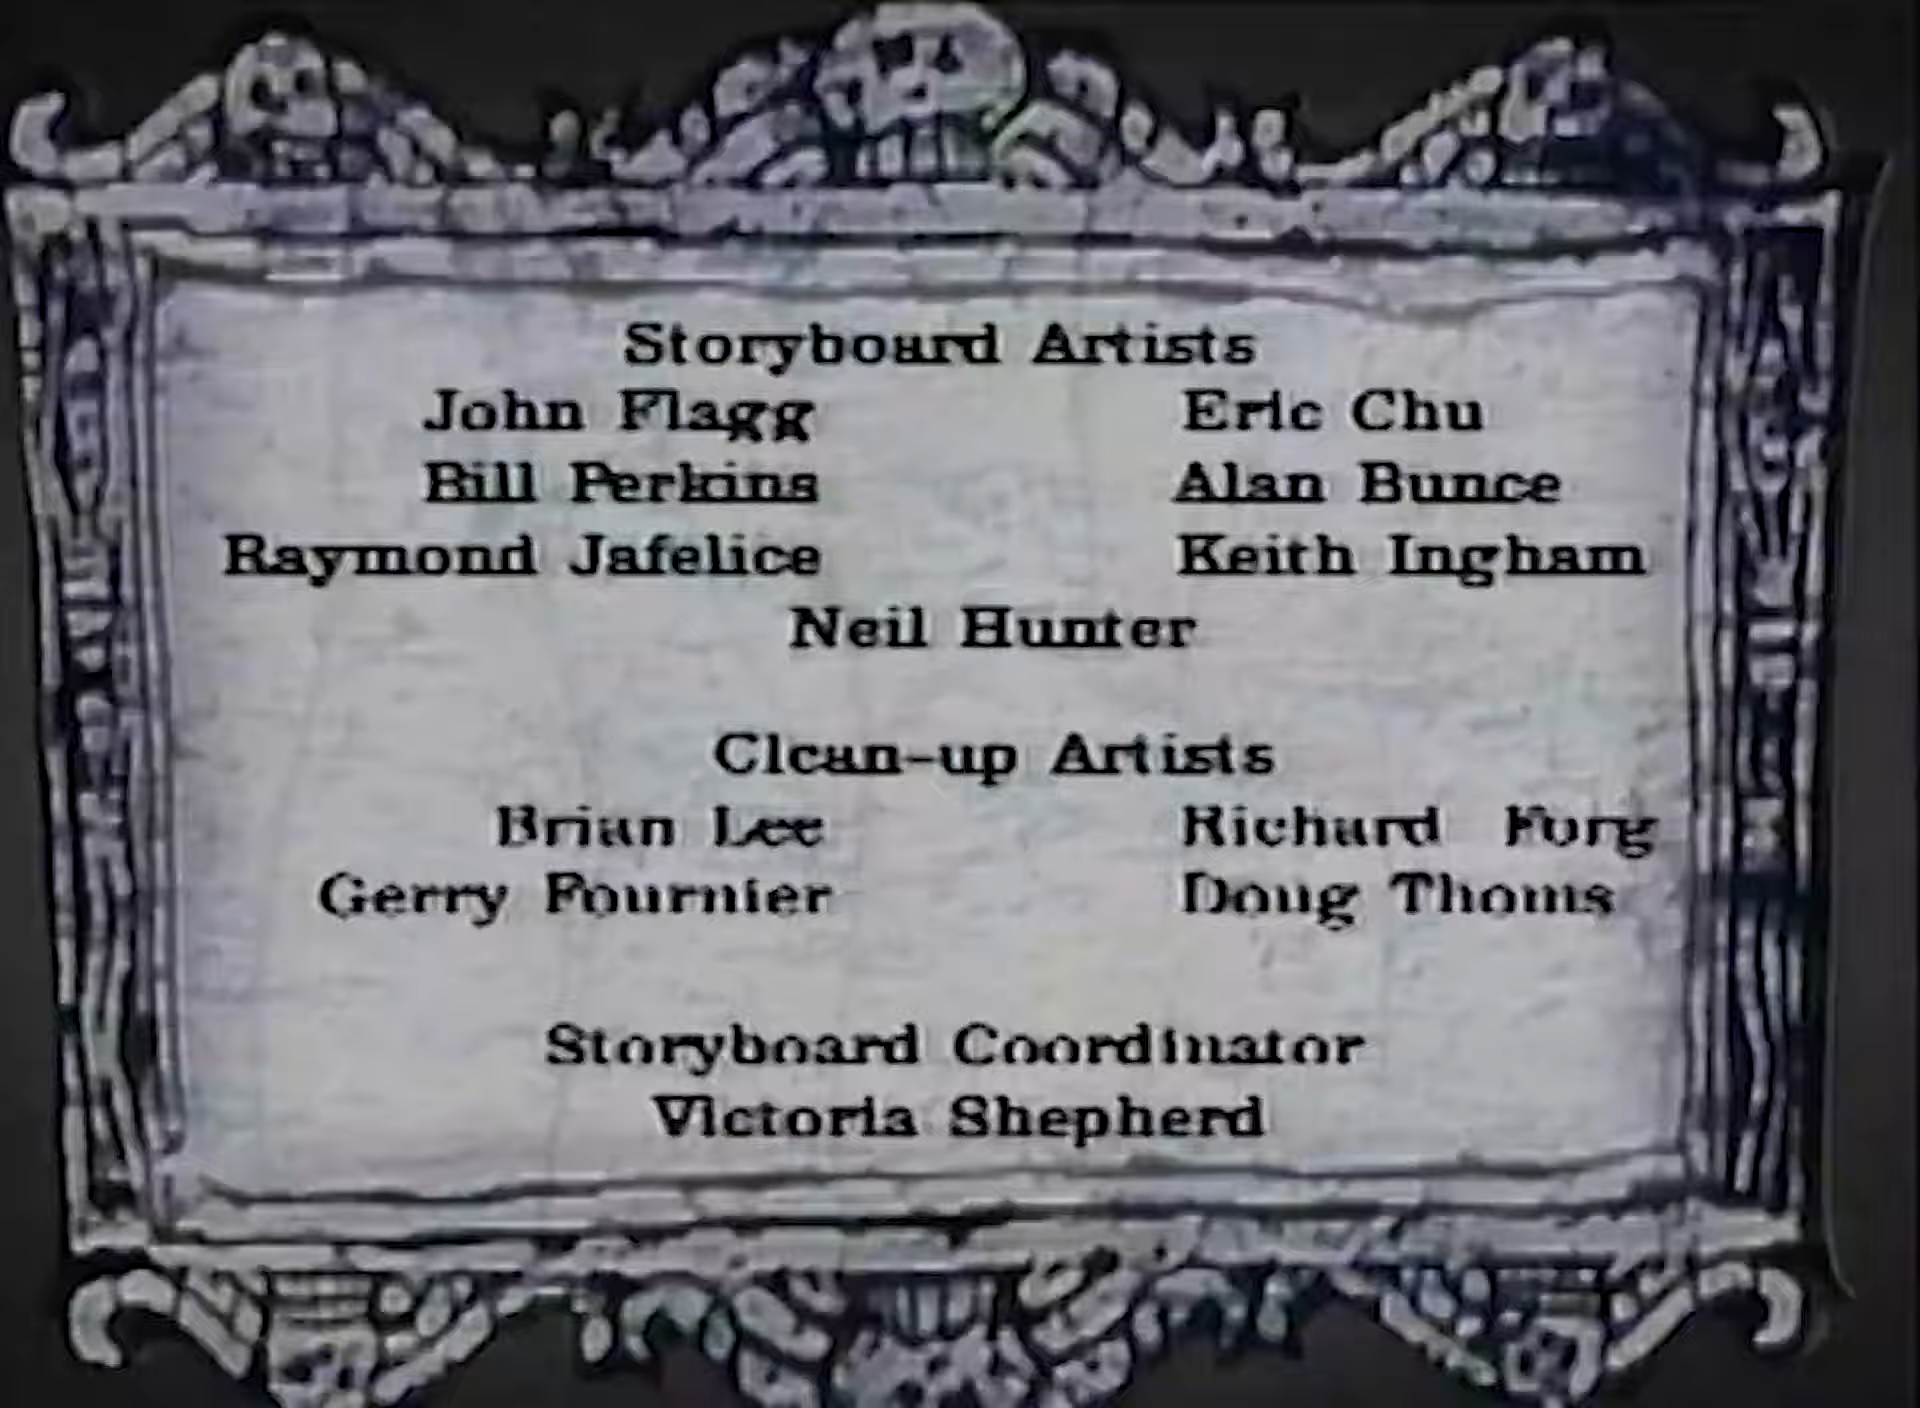 Storyboard Artists
John Flagg Eric Chu
Bill Perkins Alan Bunce
Raymond Jafelice Keith Ingham
Neil Hunter
Clean-up Artists
Brian Lee Richard
Gerry Fournier Doug Thoms
Storyboard Coordinator
Victoria Shepherd